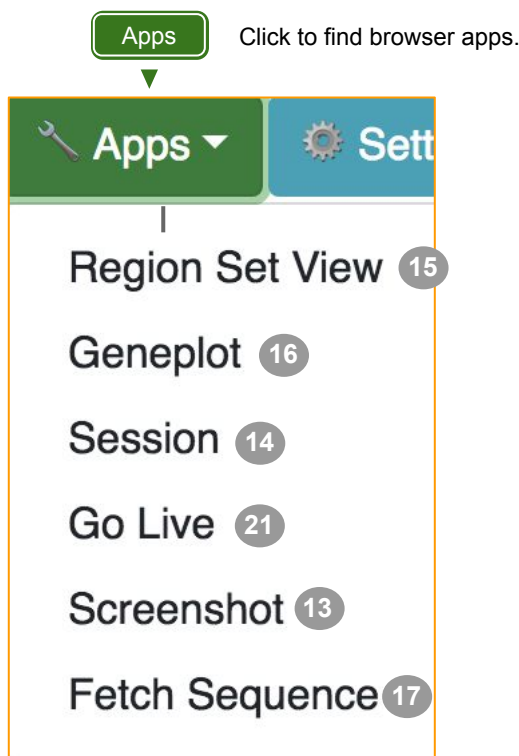 Apps Click to find browser apps.
Apps Sett
Region Set View 15
Geneplot 16
Session 14
Go Live 21
Screenshot 13
Fetch Sequence 17